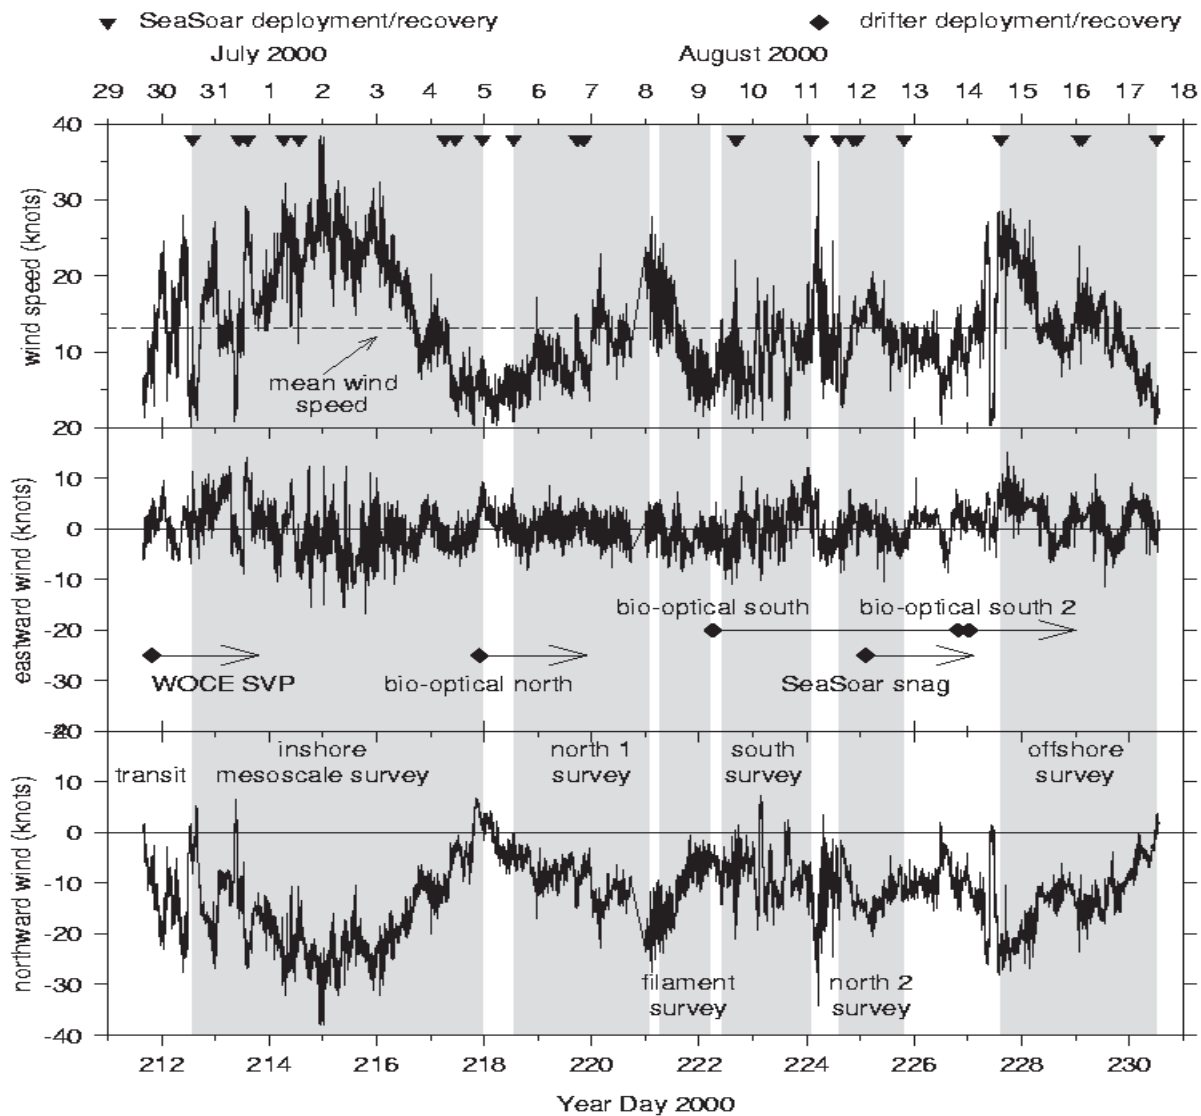 SeaSoar deployment/recovery drifter deployment/recovery
July 2000 August 2000
29 30 31 1 2 3 4 5 6 7 8 9 10 11 12 13 14 15 16 17 18
40
30
20
10
20
wind speed (knots)
mean wind
speed
10
0
-10
-20
-30
eastward wind (knots)
bio-optical south bio-optical south 2
WOCE SVP bio-optical north SeaSoar snag
20
10
0
-10
-20
-30
-40
northward wind (knots)
transit
inshore
mesoscale survey
north 1
survey
south
survey
offshore
survey
filament
survey
north 2
survey
212 214 216 218 220 222 224 226 228 230
Year Day 2000